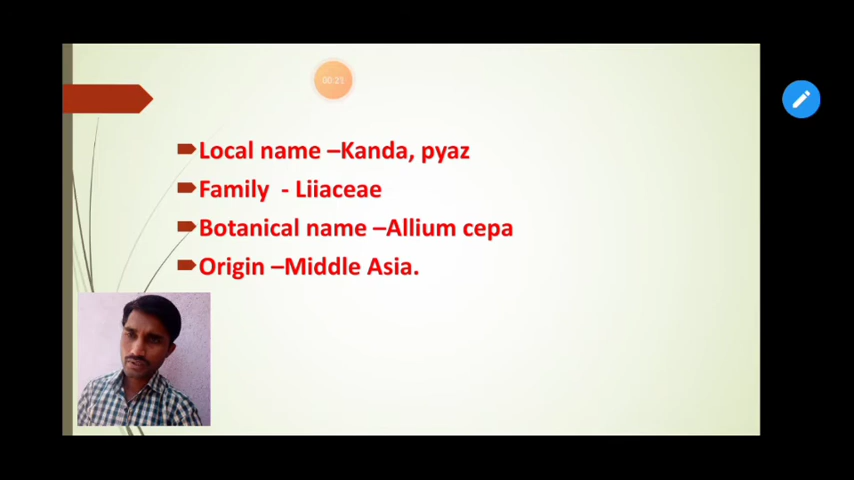 00:21
Local name –Kanda, pyaz
Family - Liiaceae
Botanical name –Allium cepa
Origin –Middle Asia.